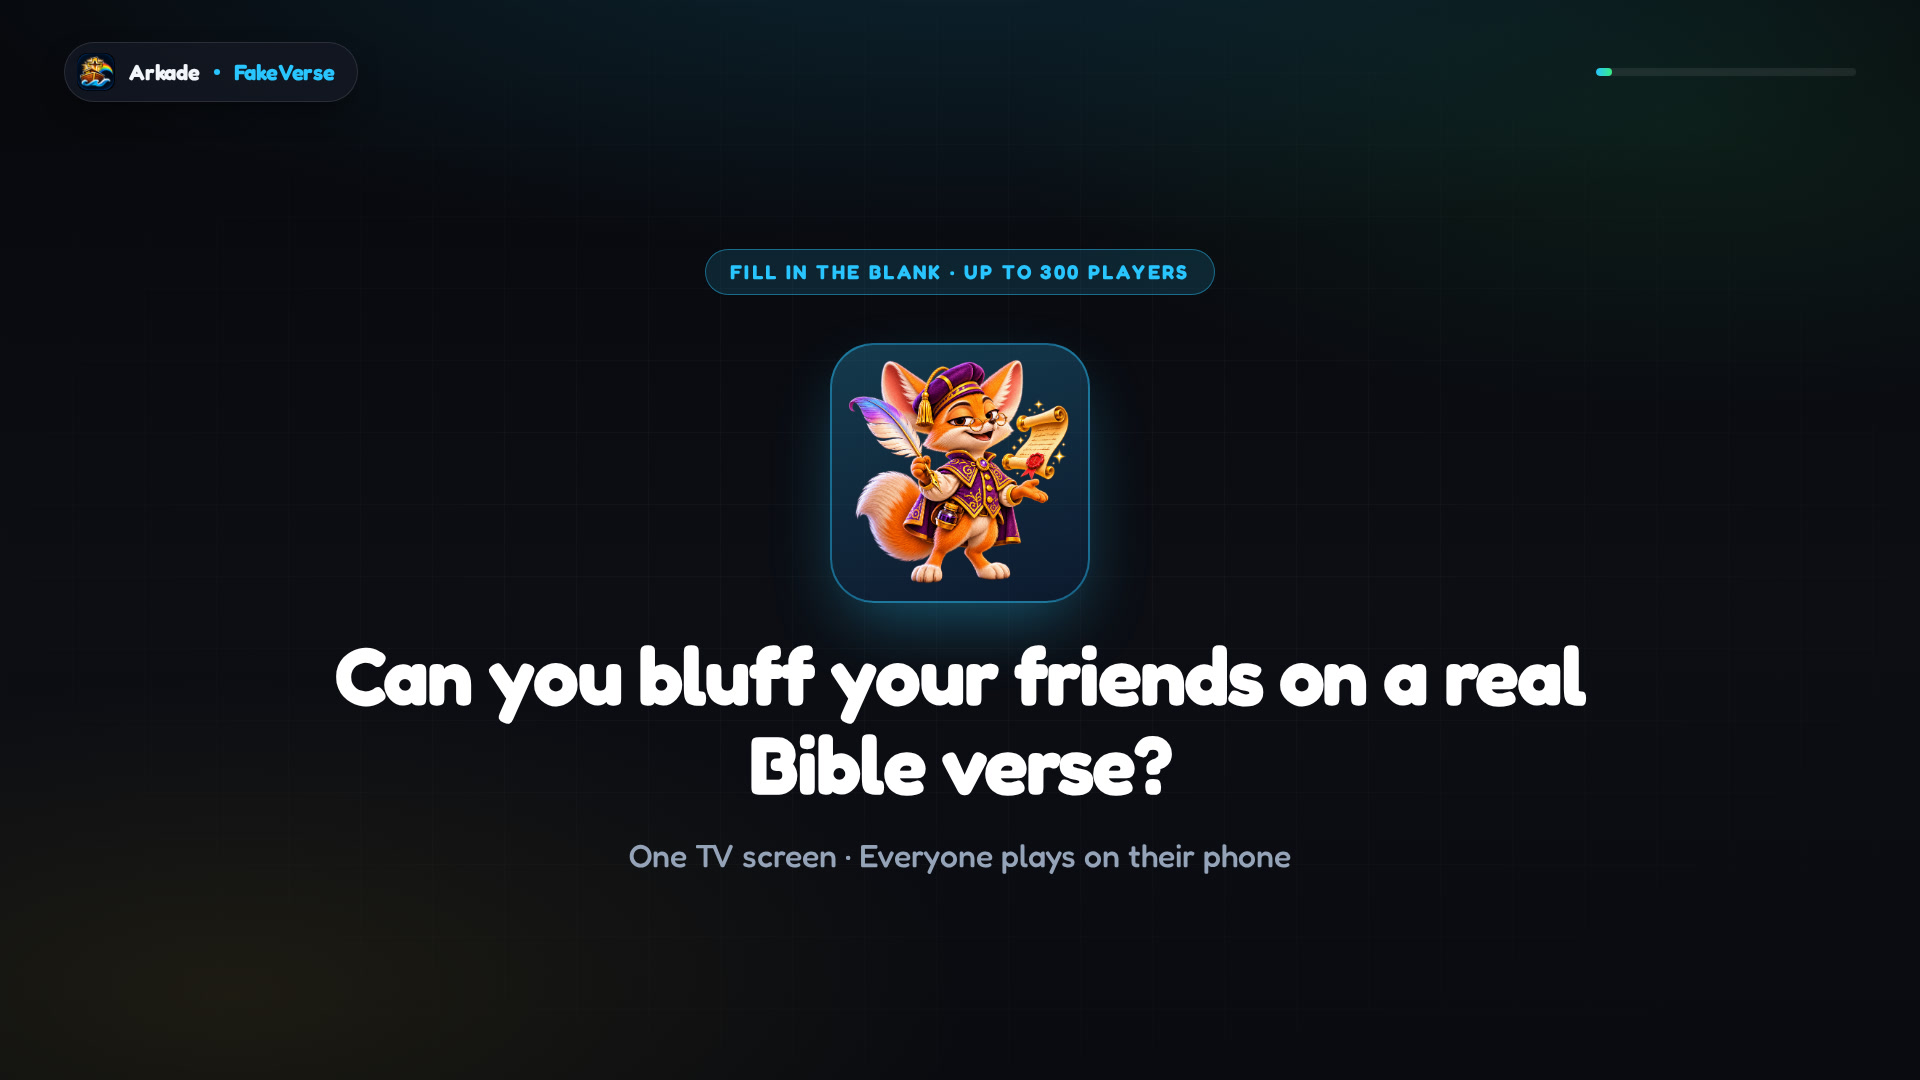 Arkade • FakeVerse
FILL IN THE BLANK · UP TO 300 PLAYERS
Can you bluff your friends on a real
Bible verse?
One TV screen · Everyone plays on their phone